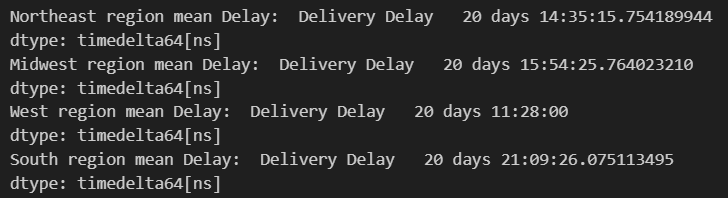 Northeast region mean Delay:  Delivery Delay   20 days 14:35:15.754189944
dtype: timedelta64[ns]
Midwest region mean Delay:  Delivery Delay   20 days 15:54:25.764023210
dtype: timedelta64[ns]
West region mean Delay:  Delivery Delay   20 days 11:28:00
dtype: timedelta64[ns]
South region mean Delay:  Delivery Delay   20 days 21:09:26.075113495
dtype: timedelta64[ns]